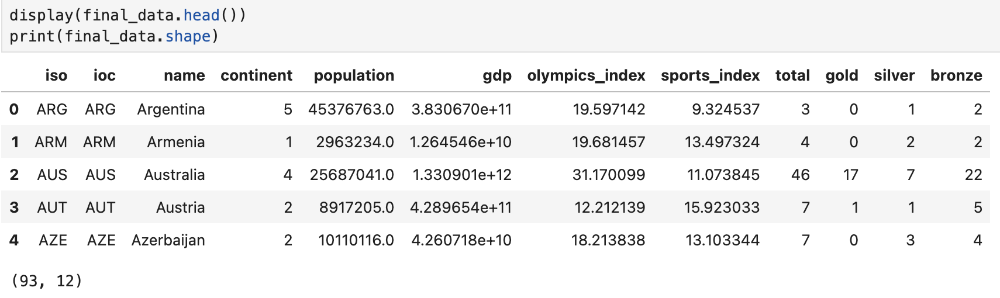 display(final_data.head())
print(final_data.shape)
iso ioc name continent population gdp olympics_index sports_index total gold silver bronze
0 ARG ARG Argentina 5 45376763.0 3.830670e+11 19.597142 9.324537 3 0 1 2
1 ARM ARM Armenia 1 2963234.0 1.264546e+10 19.681457 13.497324 4 0 2 2
2 AUS AUS Australia 4 25687041.0 1.330901e+12 31.170099 11.073845 46 17 7 22
3 AUT AUT Austria 2 8917205.0 4.289654e+11 12.212139 15.923033 7 1 1 5
4 AZE AZE Azerbaijan 2 10110116.0 4.260718e+10 18.213838 13.103344 7 0 3 4
(93, 12)